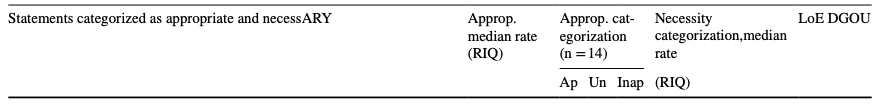 Statements categorized as appropriate and necessARY Approp. Approp. cat- Necessity LoE DGOU
median rate egorization categorization,median
(RIQ) (n = 14) rate
Ap Un Inap (RIQ)